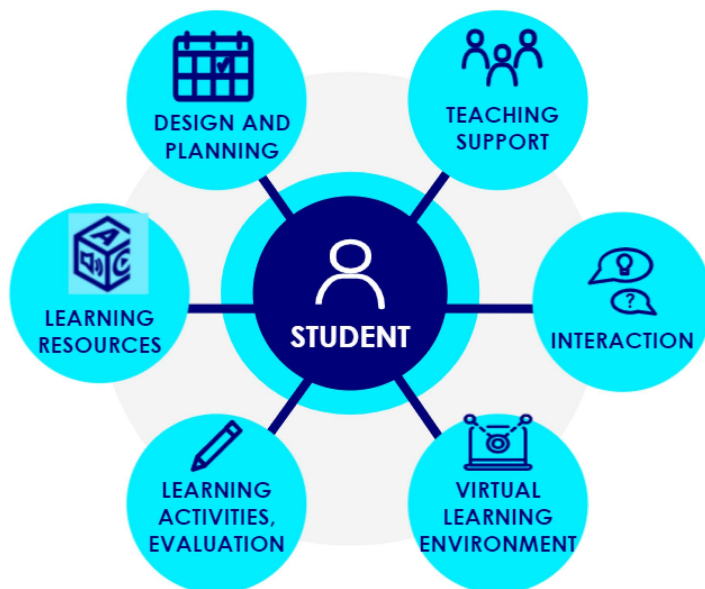 DESIGN AND
PLANNING
TEACHING
SUPPORT
LEARNING
RESOURCES
STUDENT
INTERACTION
LEARNING
ACTIVITIES,
EVALUATION
VIRTUAL
LEARNING
ENVIRONMENT